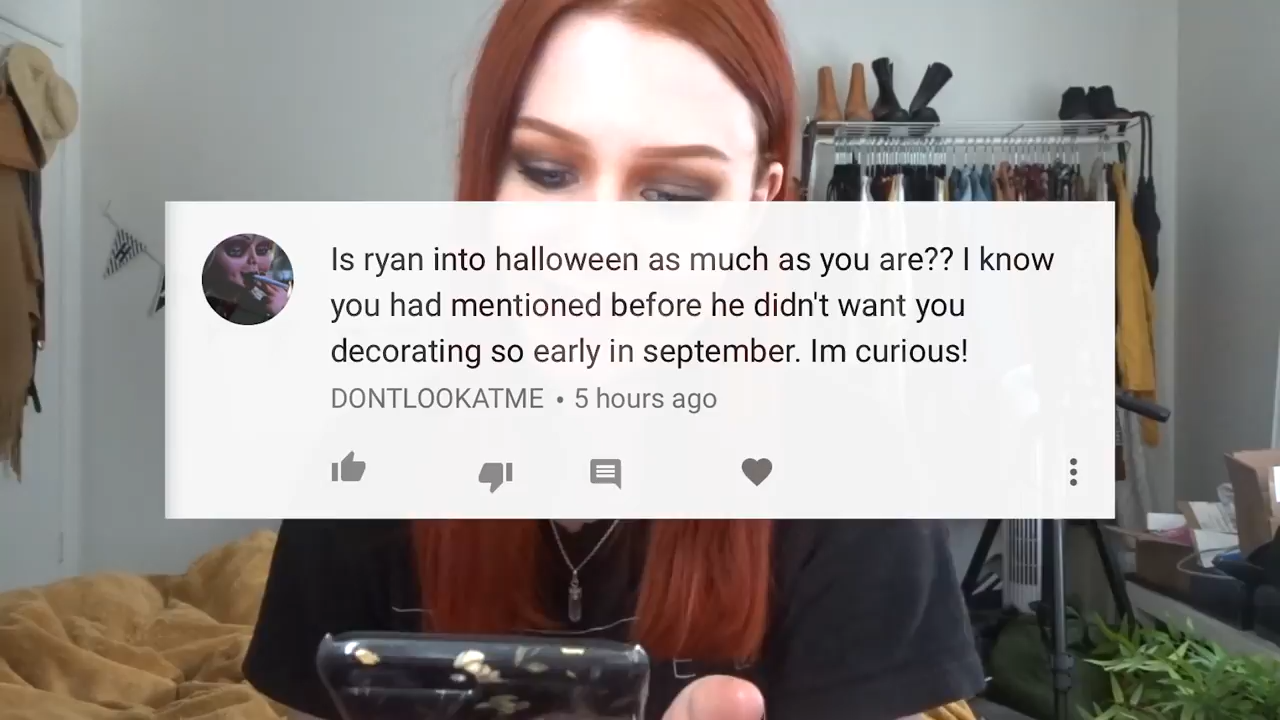 Is ryan into halloween as much as you are?? I know
you had mentioned before he didn't want you
decorating so early in september. Im curious!
DONTLOOKATME • 5 hours ago